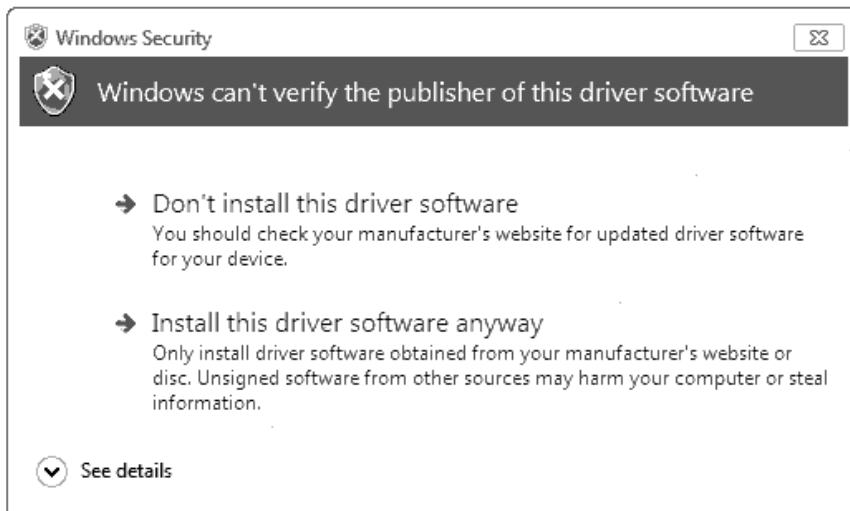 Windows Security
Windows can't verify the publisher of this driver software
Don't install this driver software
You should check your manufacturer's website for updated driver software
for your device.
Install this driver software anyway
Only install driver software obtained from your manufacturer's website or
disc. Unsigned software from other sources may harm your computer or steal
information.
See details